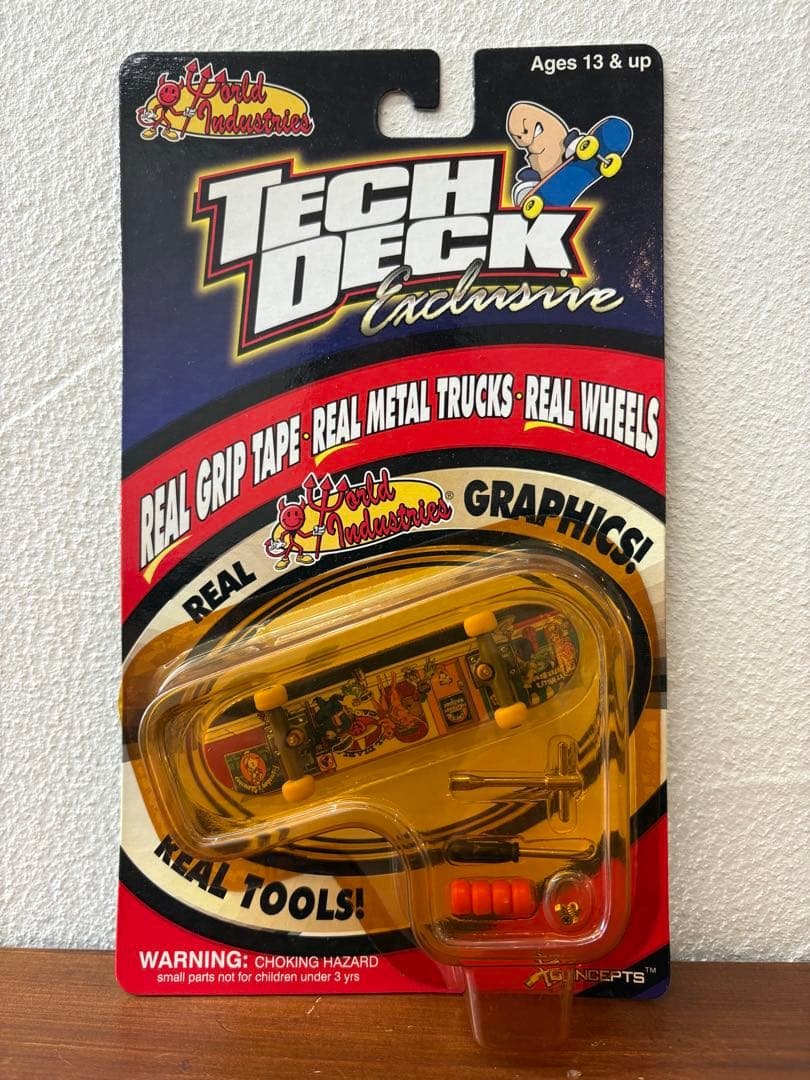 World
Industries
Ages 13 & up
TECH
DECK
Exclusive
REAL GRIP TAPE · REAL METAL TRUCKS · REAL WHEELS
REAL World Industries® GRAPHICS!
REAL TOOLS!
WARNING: CHOKING HAZARD
small parts not for children under 3 yrs
XCONCEPTS™